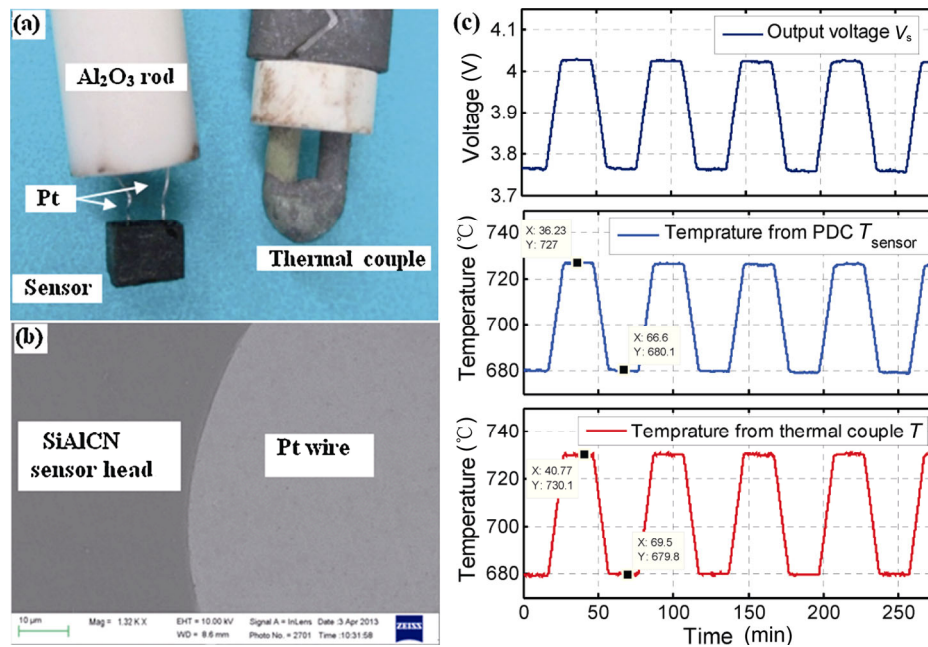 (a)
Al₂O₃ rod
Pt
Sensor
Thermal couple
(b)
SiAlCN
sensor head
Pt wire
10 µm
Mag = 1.32 K X
EHT = 10.00 kV
WD = 8.6 mm
Signal A = InLens
Photo No. = 2701
Date :3 Apr 2013
Time :10:31:58
ZEISS
(c)
Output voltage Vs
Voltage (V)
4.1
4
3.9
3.8
3.7
Temprature from PDC Tsensor
Temperature (℃)
740
720
700
680
X: 36.23
Y: 727
X: 66.6
Y: 680.1
Temprature from thermal couple T
Temperature (℃)
740
720
700
680
X: 40.77
Y: 730.1
X: 69.5
Y: 679.8
0 50 100 150 200 250
Time (min)